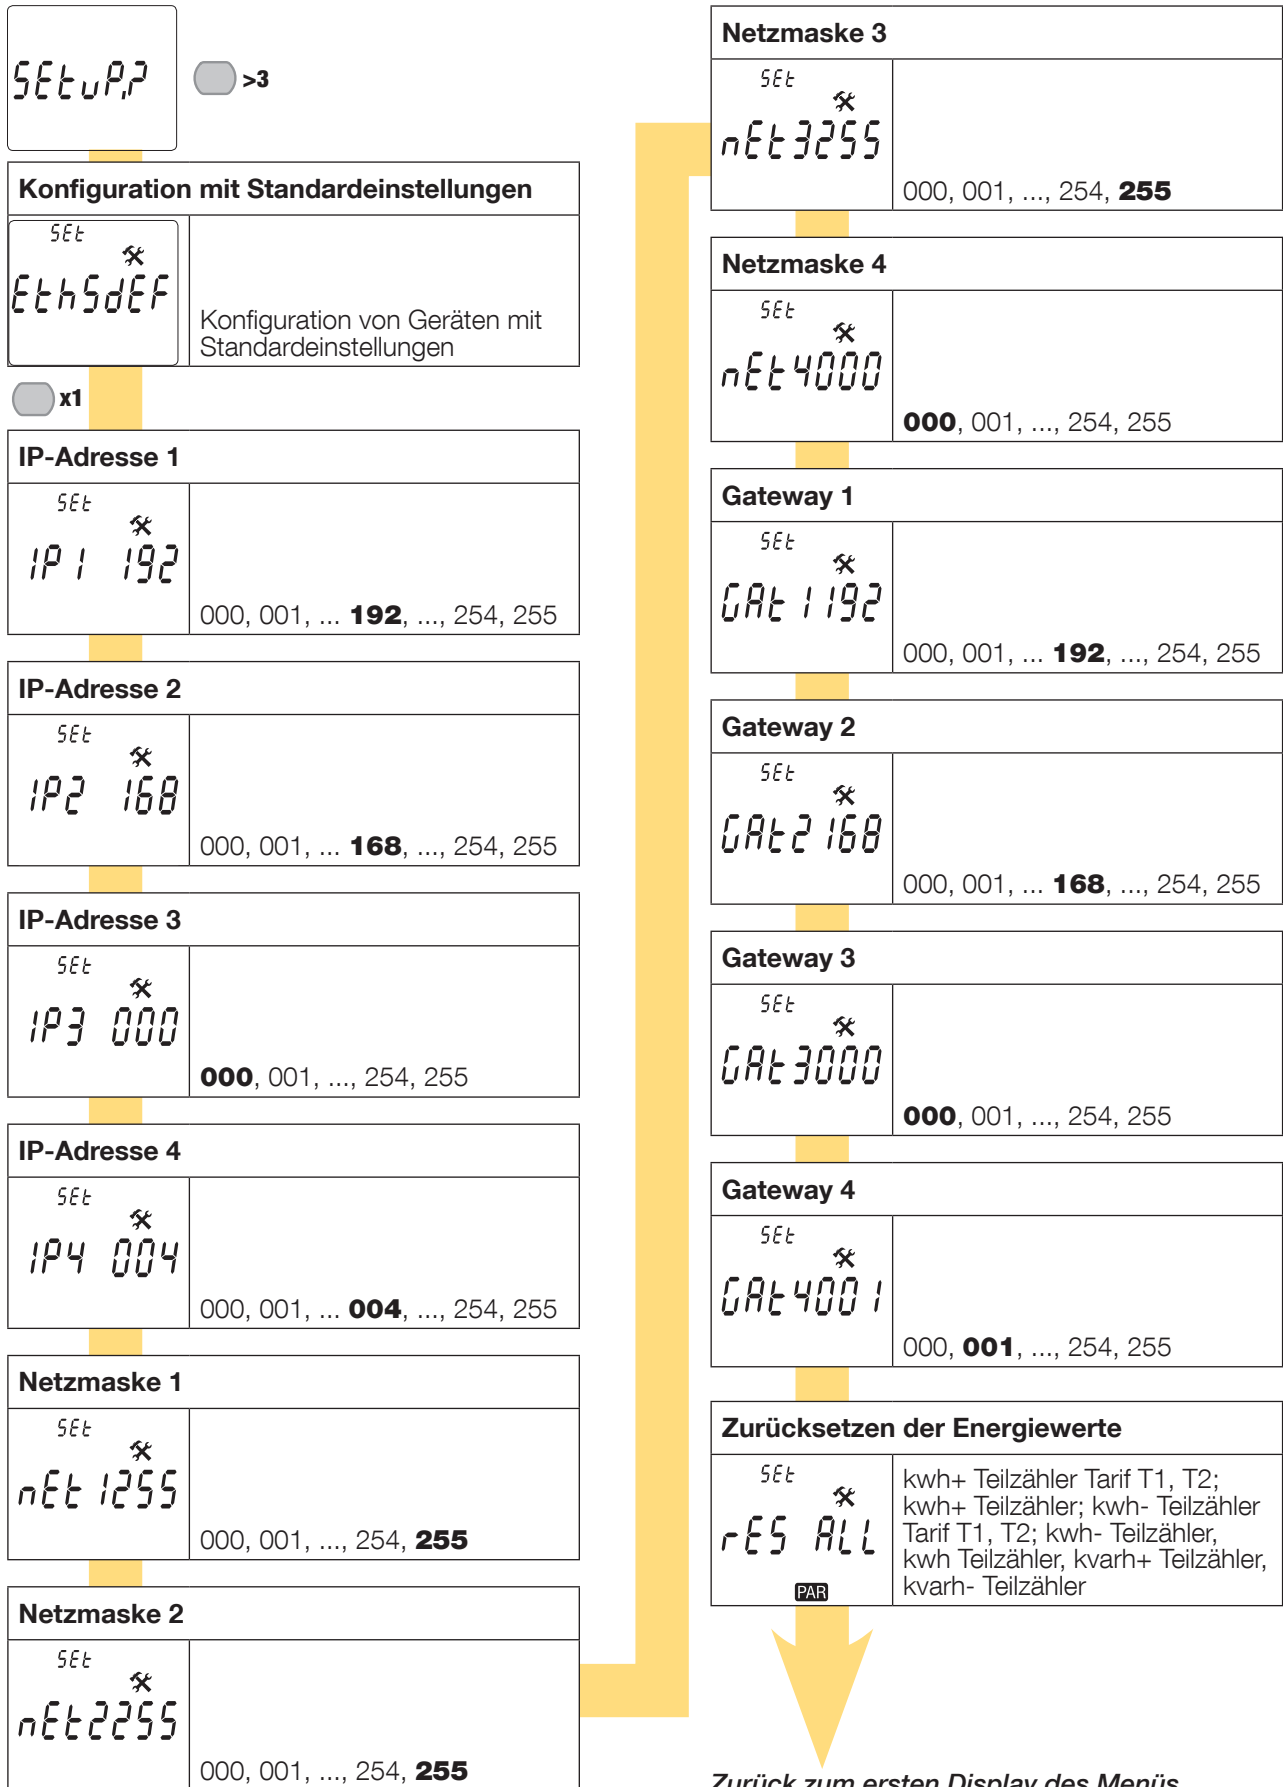 SEtuP,?
>3
Konfiguration mit Standardeinstellungen
SEt
EthSdEF
Konfiguration von Geräten mit
Standardeinstellungen
x1
IP-Adresse 1
SEt
IP1 192
000, 001, ... 192, ..., 254, 255
IP-Adresse 2
SEt
IP2 168
000, 001, ... 168, ..., 254, 255
IP-Adresse 3
SEt
IP3 000
000, 001, ..., 254, 255
IP-Adresse 4
SEt
IP4 004
000, 001, ... 004, ..., 254, 255
Netzmaske 1
SEt
nEt1255
000, 001, ..., 254, 255
Netzmaske 2
SEt
nEt2255
000, 001, ..., 254, 255
Netzmaske 3
SEt
nEt3255
000, 001, ..., 254, 255
Netzmaske 4
SEt
nEt4000
000, 001, ..., 254, 255
Gateway 1
SEt
GAt1192
000, 001, ... 192, ..., 254, 255
Gateway 2
SEt
GAt2168
000, 001, ... 168, ..., 254, 255
Gateway 3
SEt
GAt3000
000, 001, ..., 254, 255
Gateway 4
SEt
GAt4001
000, 001, ..., 254, 255
Zurücksetzen der Energiewerte
SEt
rES ALL
PAR
kwh+ Teilzähler Tarif T1, T2;
kwh+ Teilzähler; kwh- Teilzähler
Tarif T1, T2; kwh- Teilzähler,
kwh Teilzähler, kvarh+ Teilzähler,
kvarh- Teilzähler
Zurück zum ersten Display des Menüs